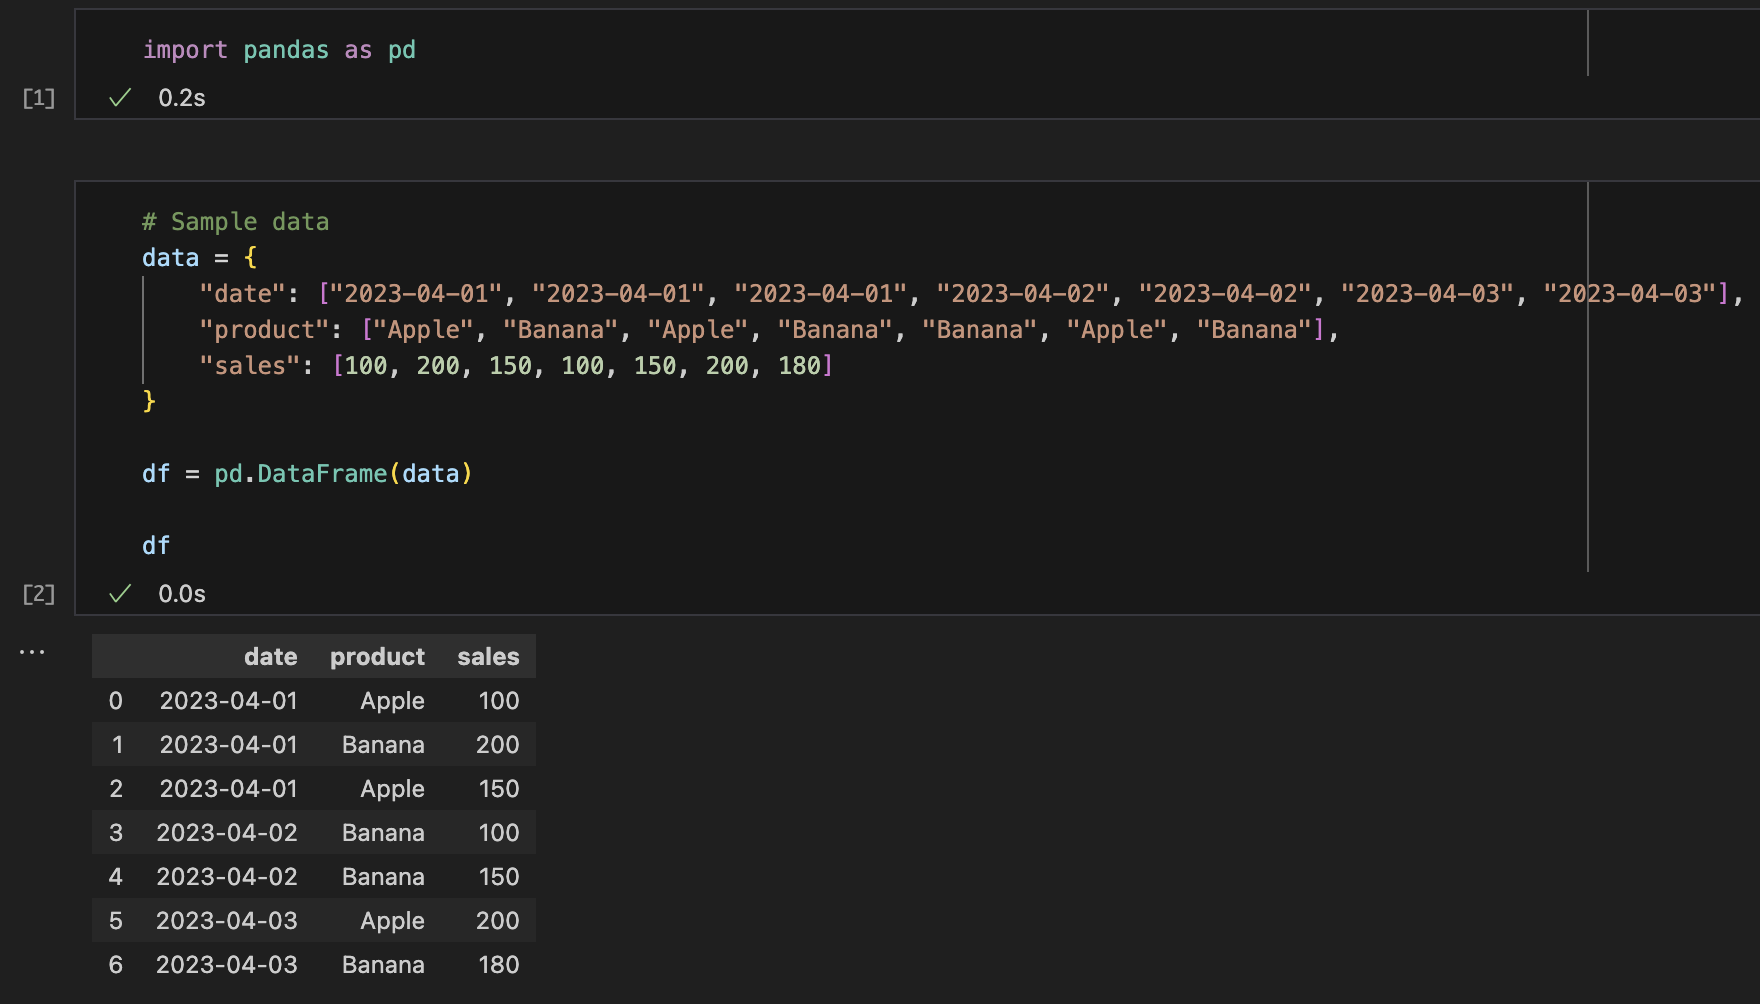 import pandas as pd
[1]
0.2s
# Sample data
data = {
    "date": ["2023-04-01", "2023-04-01", "2023-04-01", "2023-04-02", "2023-04-02", "2023-04-03", "2023-04-03"],
    "product": ["Apple", "Banana", "Apple", "Banana", "Banana", "Apple", "Banana"],
    "sales": [100, 200, 150, 100, 150, 200, 180]
}
df = pd.DataFrame(data)
df
[2]
0.0s
...
date product sales
0 2023-04-01 Apple 100
1 2023-04-01 Banana 200
2 2023-04-01 Apple 150
3 2023-04-02 Banana 100
4 2023-04-02 Banana 150
5 2023-04-03 Apple 200
6 2023-04-03 Banana 180